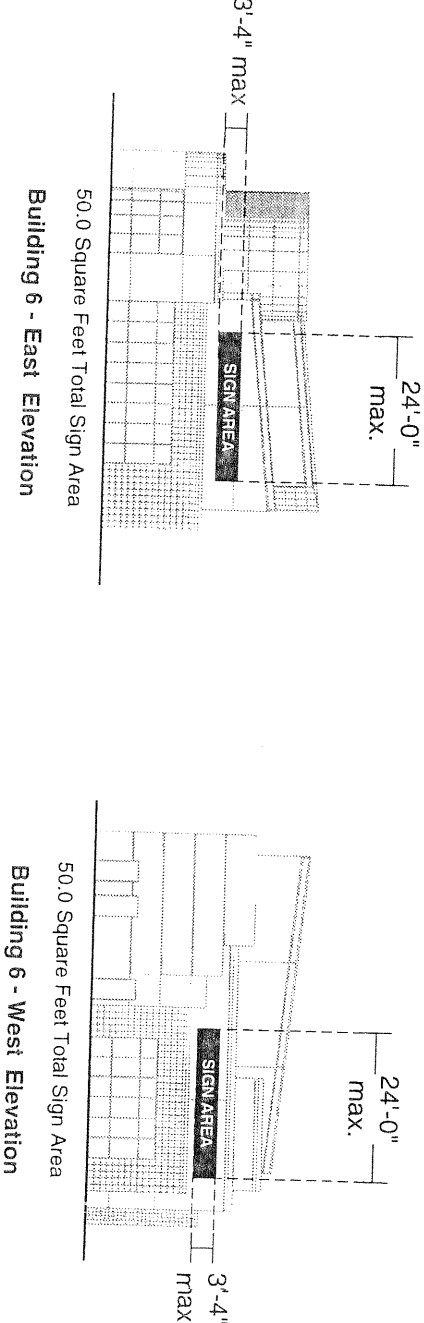 3'-4" max
24'-0"
max.
SIGN AREA
50.0 Square Feet Total Sign Area
Building 6 - East Elevation
24'-0"
max.
SIGN AREA
3'-4"
max
50.0 Square Feet Total Sign Area
Building 6 - West Elevation